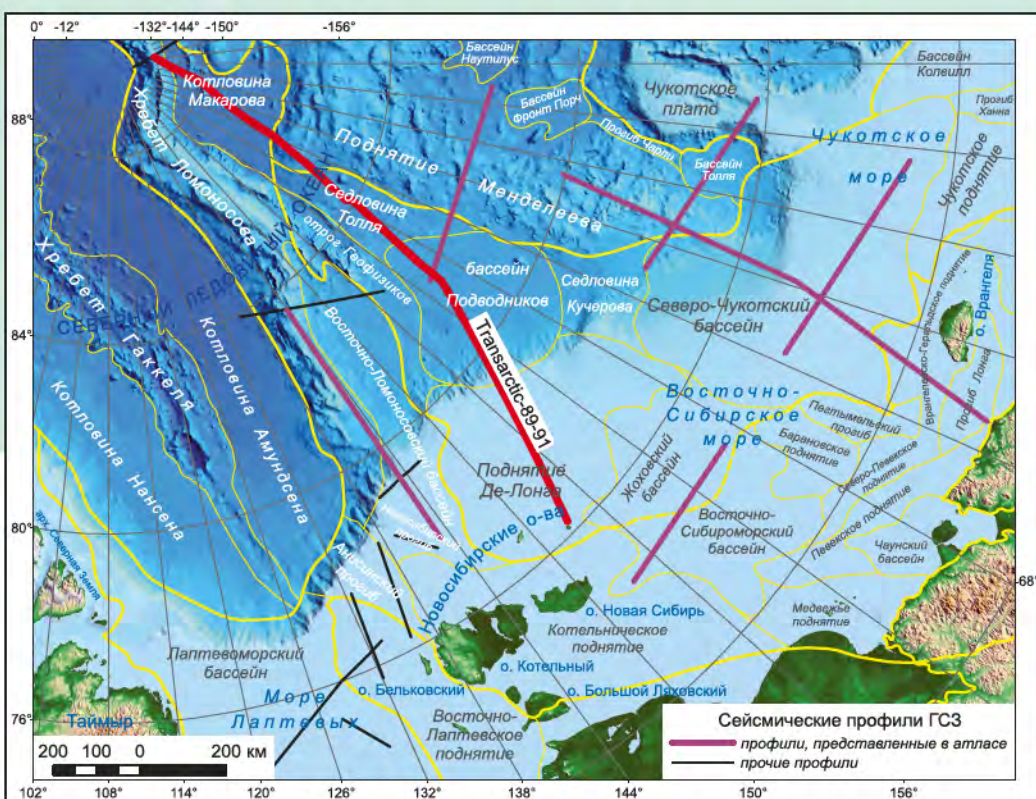 0° -12° -132° -144° -150° -156°
Бассейн
Наутилус
Бассейн
Колвилл
Котловина
Макарова
Бассейн
Фронт Порч
Чукотское
плато
Прогиб
Ханна
88°
Хребет Ломоносова
Поднятие
Менделеева
Прогиб Чарли
Бассейн
Толля
Чукотское
море
Чукотское
поднятие
Седловина
Толля
отрог Геофизиков
бассейн
Подводников
Седловина
Кучерова
Северо-Чукотский
бассейн
Врангелевско-Геральдское поднятие
о. Врангеля
Прогиб Лонга
Хребет Гаккеля
СЕВЕРНЫЙ ЛЕДОВИТЫЙ ОКЕАН
84°
Котловина Амундсена
Восточно-Ломоносовский бассейн
Transarctic-89-91
Восточно-
Сибирское
море
Пегтымельский
прогиб
Барановское
поднятие
Северо-Певекское
поднятие
Котловина Нансена
Поднятие
Де-Лонга
Жоховский
бассейн
Восточно-
Сибироморский
бассейн
Певекское поднятие
Чаунский
бассейн
80°
арх. Северная Земля
Анисинский
прогиб
Новосибирские о-ва
68°
о. Новая Сибирь
Медвежье
поднятие
Котельническое
поднятие
Лаптевоморский
бассейн
о. Котельный
о. Бельковский
о. Большой Ляховский
Море
Лаптевых
76°
Таймыр
Восточно-
Лаптевское
поднятие
200 100 0 200 км
Сейсмические профили ГСЗ
профили, представленные в атласе
прочие профили
102° 108° 114° 120° 126° 132° 138° 144° 150° 156°